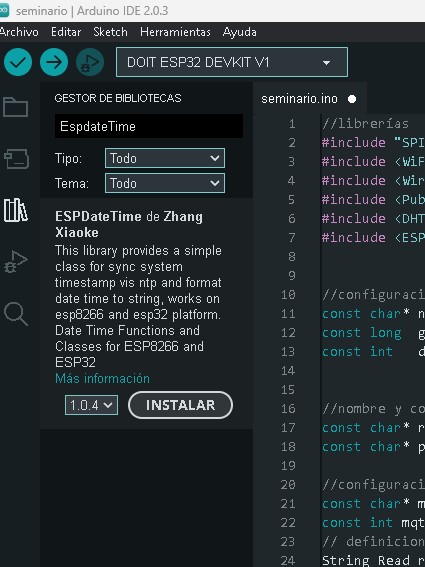 seminario | Arduino IDE 2.0.3
Archivo Editar Sketch Herramientas Ayuda
DOIT ESP32 DEVKIT V1
GESTOR DE BIBLIOTECAS
EspdateTime
Tipo: Todo
Tema: Todo
ESPDateTime de Zhang
Xiaoke
This library provides a simple
class for sync system
timestamp vis ntp and format
date time to string, works on
esp8266 and esp32 platform.
Date Time Functions and
Classes for ESP8266 and
ESP32
Más información
1.0.4 INSTALAR
seminario.ino
1 //librerías
2 #include "SPI
3 #include <WiF
4 #include <Wir
5 #include <Pub
6 #include <DHT
7 #include <ESP
8
9
10 //configuraci
11 const char* n
12 const long g
13 const int d
14
15
16 //nombre y co
17 const char* r
18 const char* p
19
20 //configuraci
21 const char* m
22 const int mqt
23 // definicion
24 String Read r